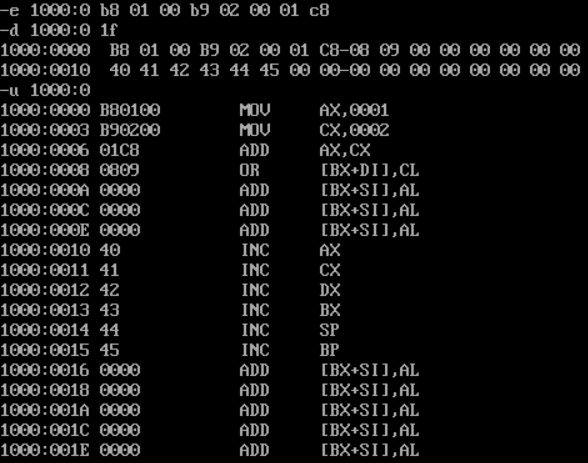 -e 1000:0 b8 01 00 b9 02 00 01 c8
-d 1000:0 1f
1000:0000  B8 01 00 B9 02 00 01 C8-08 09 00 00 00 00 00 00
1000:0010  40 41 42 43 44 45 00 00-00 00 00 00 00 00 00 00
-u 1000:0
1000:0000 B80100        MOV     AX,0001
1000:0003 B90200        MOV     CX,0002
1000:0006 01C8          ADD     AX,CX
1000:0008 0809          OR      [BX+DI],CL
1000:000A 0000          ADD     [BX+SI],AL
1000:000C 0000          ADD     [BX+SI],AL
1000:000E 0000          ADD     [BX+SI],AL
1000:0010 40            INC     AX
1000:0011 41            INC     CX
1000:0012 42            INC     DX
1000:0013 43            INC     BX
1000:0014 44            INC     SP
1000:0015 45            INC     BP
1000:0016 0000          ADD     [BX+SI],AL
1000:0018 0000          ADD     [BX+SI],AL
1000:001A 0000          ADD     [BX+SI],AL
1000:001C 0000          ADD     [BX+SI],AL
1000:001E 0000          ADD     [BX+SI],AL